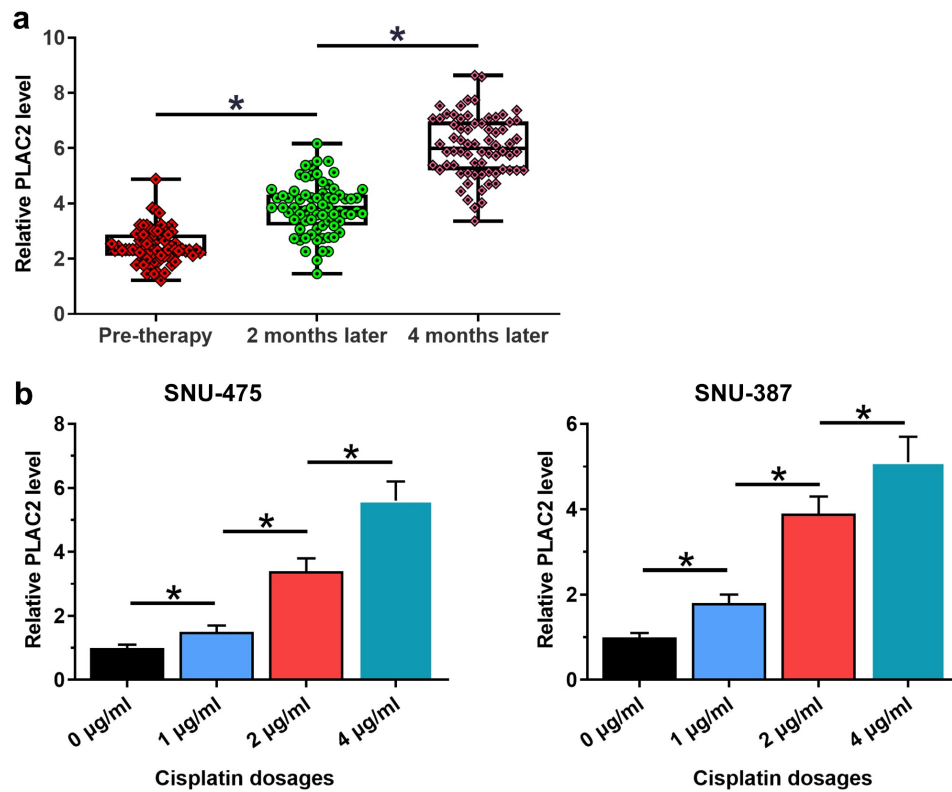 a
10
8
6
4
2
0
Relative PLAC2 level
*
*
Pre-therapy
2 months later
4 months later
b
SNU-475
8
6
4
2
0
Relative PLAC2 level
*
*
*
0 µg/ml
1 µg/ml
2 µg/ml
4 µg/ml
Cisplatin dosages
SNU-387
6
4
2
0
Relative PLAC2 level
*
*
*
0 µg/ml
1 µg/ml
2 µg/ml
4 µg/ml
Cisplatin dosages